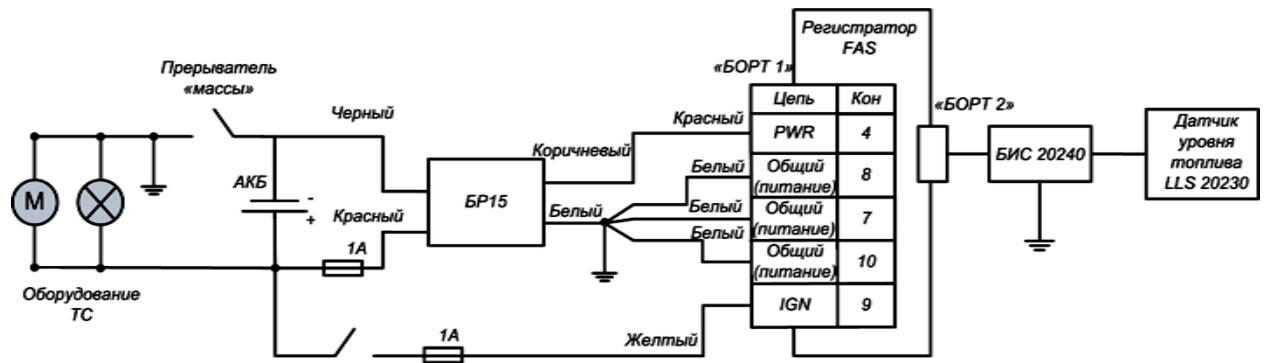 Регистратор
FAS
«БОРТ 1»
Прерыватель
«массы»
Черный
Красный
Цепь Кон
«БОРТ 2»
PWR 4
Коричневый
Датчик
уровня
топлива
LLS 20230
БИС 20240
Белый
Общий
(питание) 8
АКБ
-
+
М
БР15
Красный
Белый
Белый
Общий
(питание) 7
Белый
1А
Общий
(питание) 10
Оборудование
ТС
IGN 9
1А
Желтый